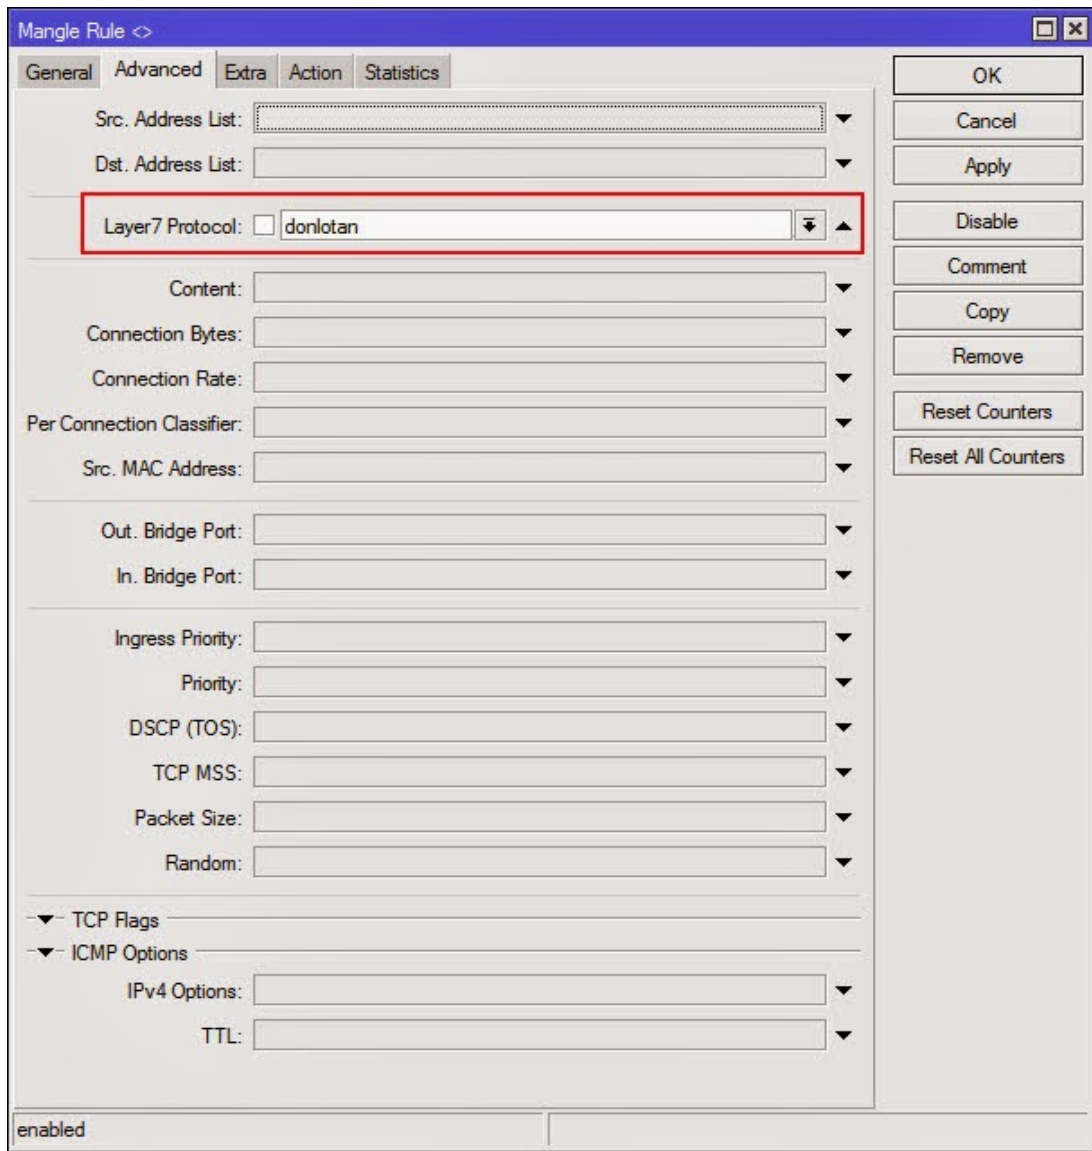 Mangle Rule <>
General Advanced Extra Action Statistics
Src. Address List:
Dst. Address List:
Layer7 Protocol: donlotan
Content:
Connection Bytes:
Connection Rate:
Per Connection Classifier:
Src. MAC Address:
Out. Bridge Port:
In. Bridge Port:
Ingress Priority:
Priority:
DSCP (TOS):
TCP MSS:
Packet Size:
Random:
TCP Flags
ICMP Options
IPv4 Options:
TTL:
OK
Cancel
Apply
Disable
Comment
Copy
Remove
Reset Counters
Reset All Counters
enabled